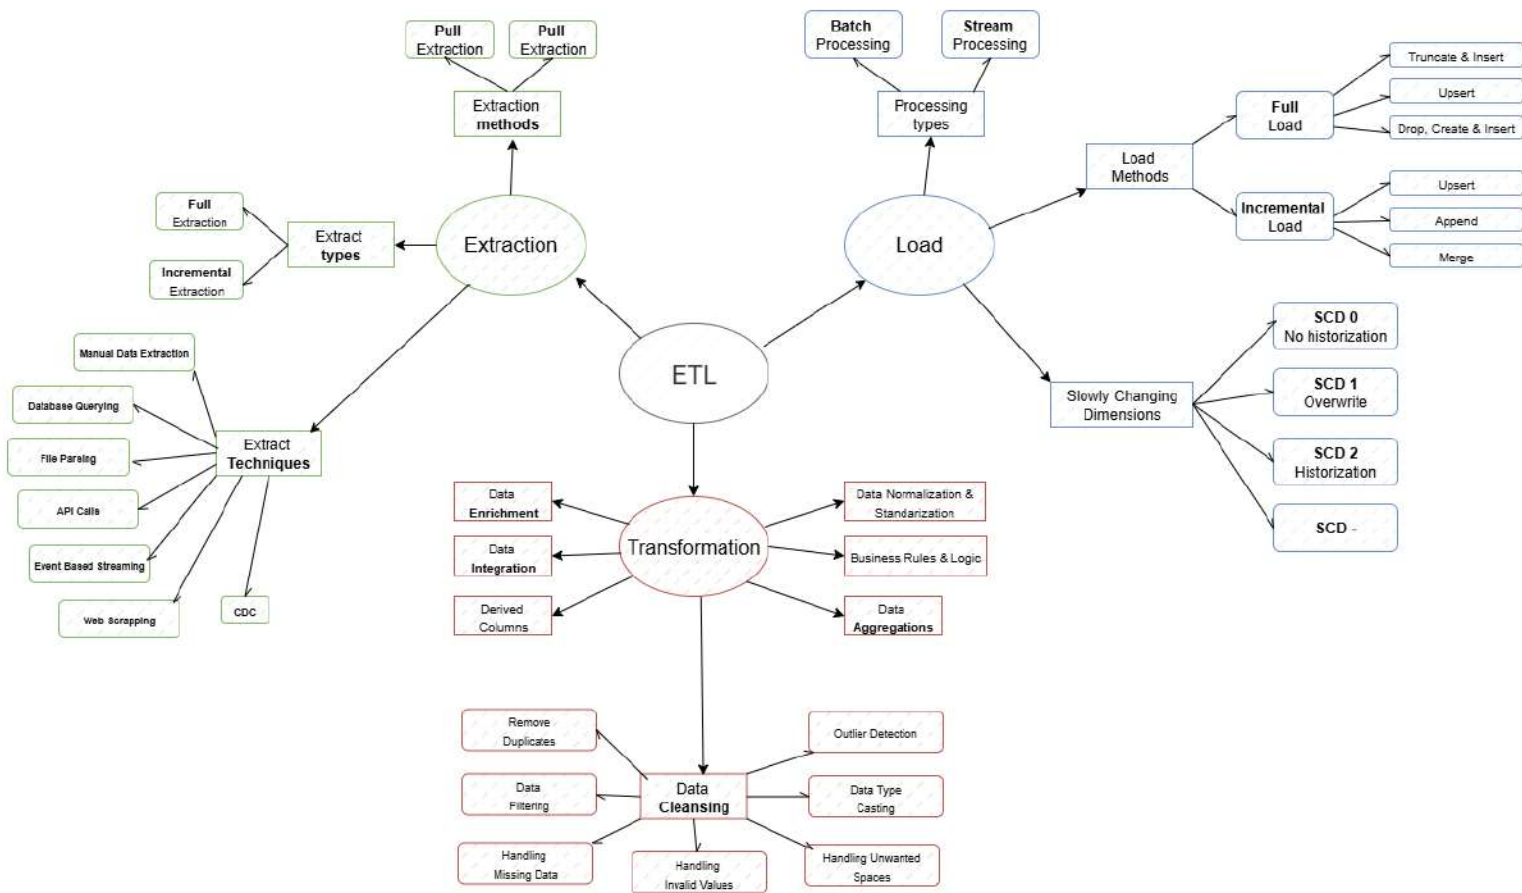 Pull
Extraction
Pull
Extraction
Extraction
methods
Full
Extraction
Incremental
Extraction
Extract
types
Extraction
Manual Data Extraction
Database Querying
File Parsing
API Calls
Event Based Streaming
Web Scrapping
CDC
Extract
Techniques
Batch
Processing
Stream
Processing
Processing
types
Load
Load
Methods
Full
Load
Truncate & Insert
Upsert
Drop, Create & Insert
Incremental
Load
Upsert
Append
Merge
Slowly Changing
Dimensions
SCD 0
No historization
SCD 1
Overwrite
SCD 2
Historization
SCD -
ETL
Transformation
Data
Enrichment
Data
Integration
Derived
Columns
Data Normalization &
Standarization
Business Rules & Logic
Data
Aggregations
Data
Cleansing
Remove
Duplicates
Data
Filtering
Handling
Missing Data
Handling
Invalid Values
Outlier Detection
Data Type
Casting
Handling Unwanted
Spaces